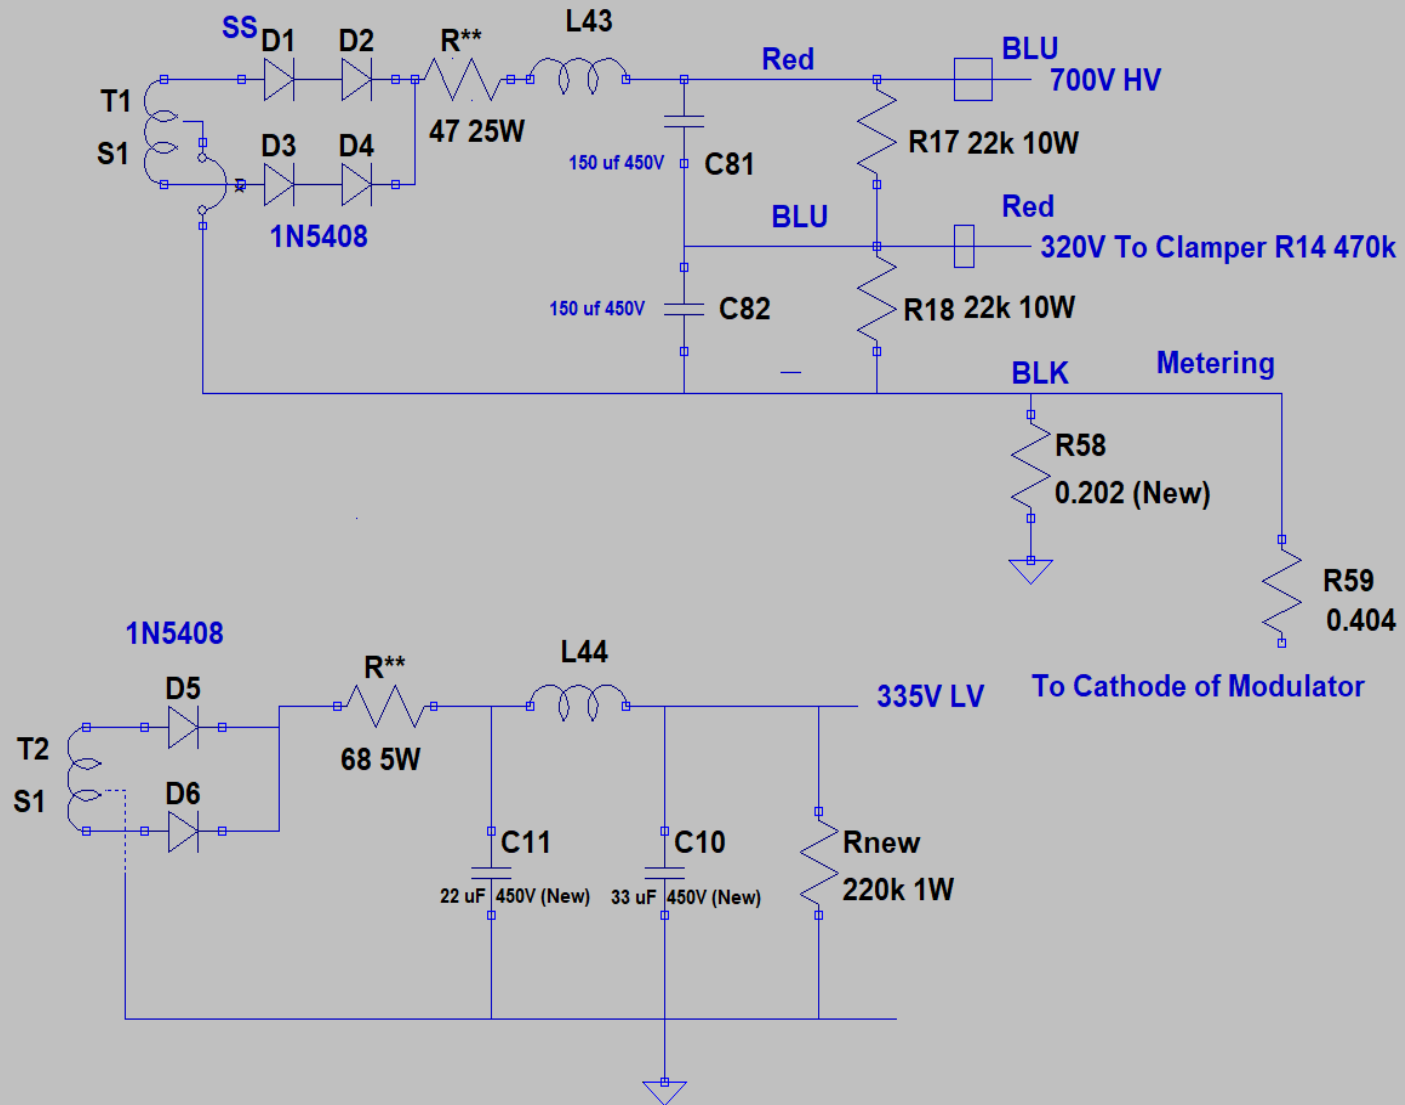 SS
D1
D2
R**
L43
Red
BLU
700V HV
T1
S1
47 25W
D3
D4
150 uf 450V
C81
R17 22k 10W
1N5408
BLU
Red
320V To Clamper R14 470k
150 uf 450V
C82
R18 22k 10W
BLK
Metering
R58
0.202 (New)
R59
0.404
To Cathode of Modulator
1N5408
D5
R**
L44
335V LV
T2
S1
68 5W
D6
C11
22 uF 450V (New)
C10
33 uF 450V (New)
Rnew
220k 1W